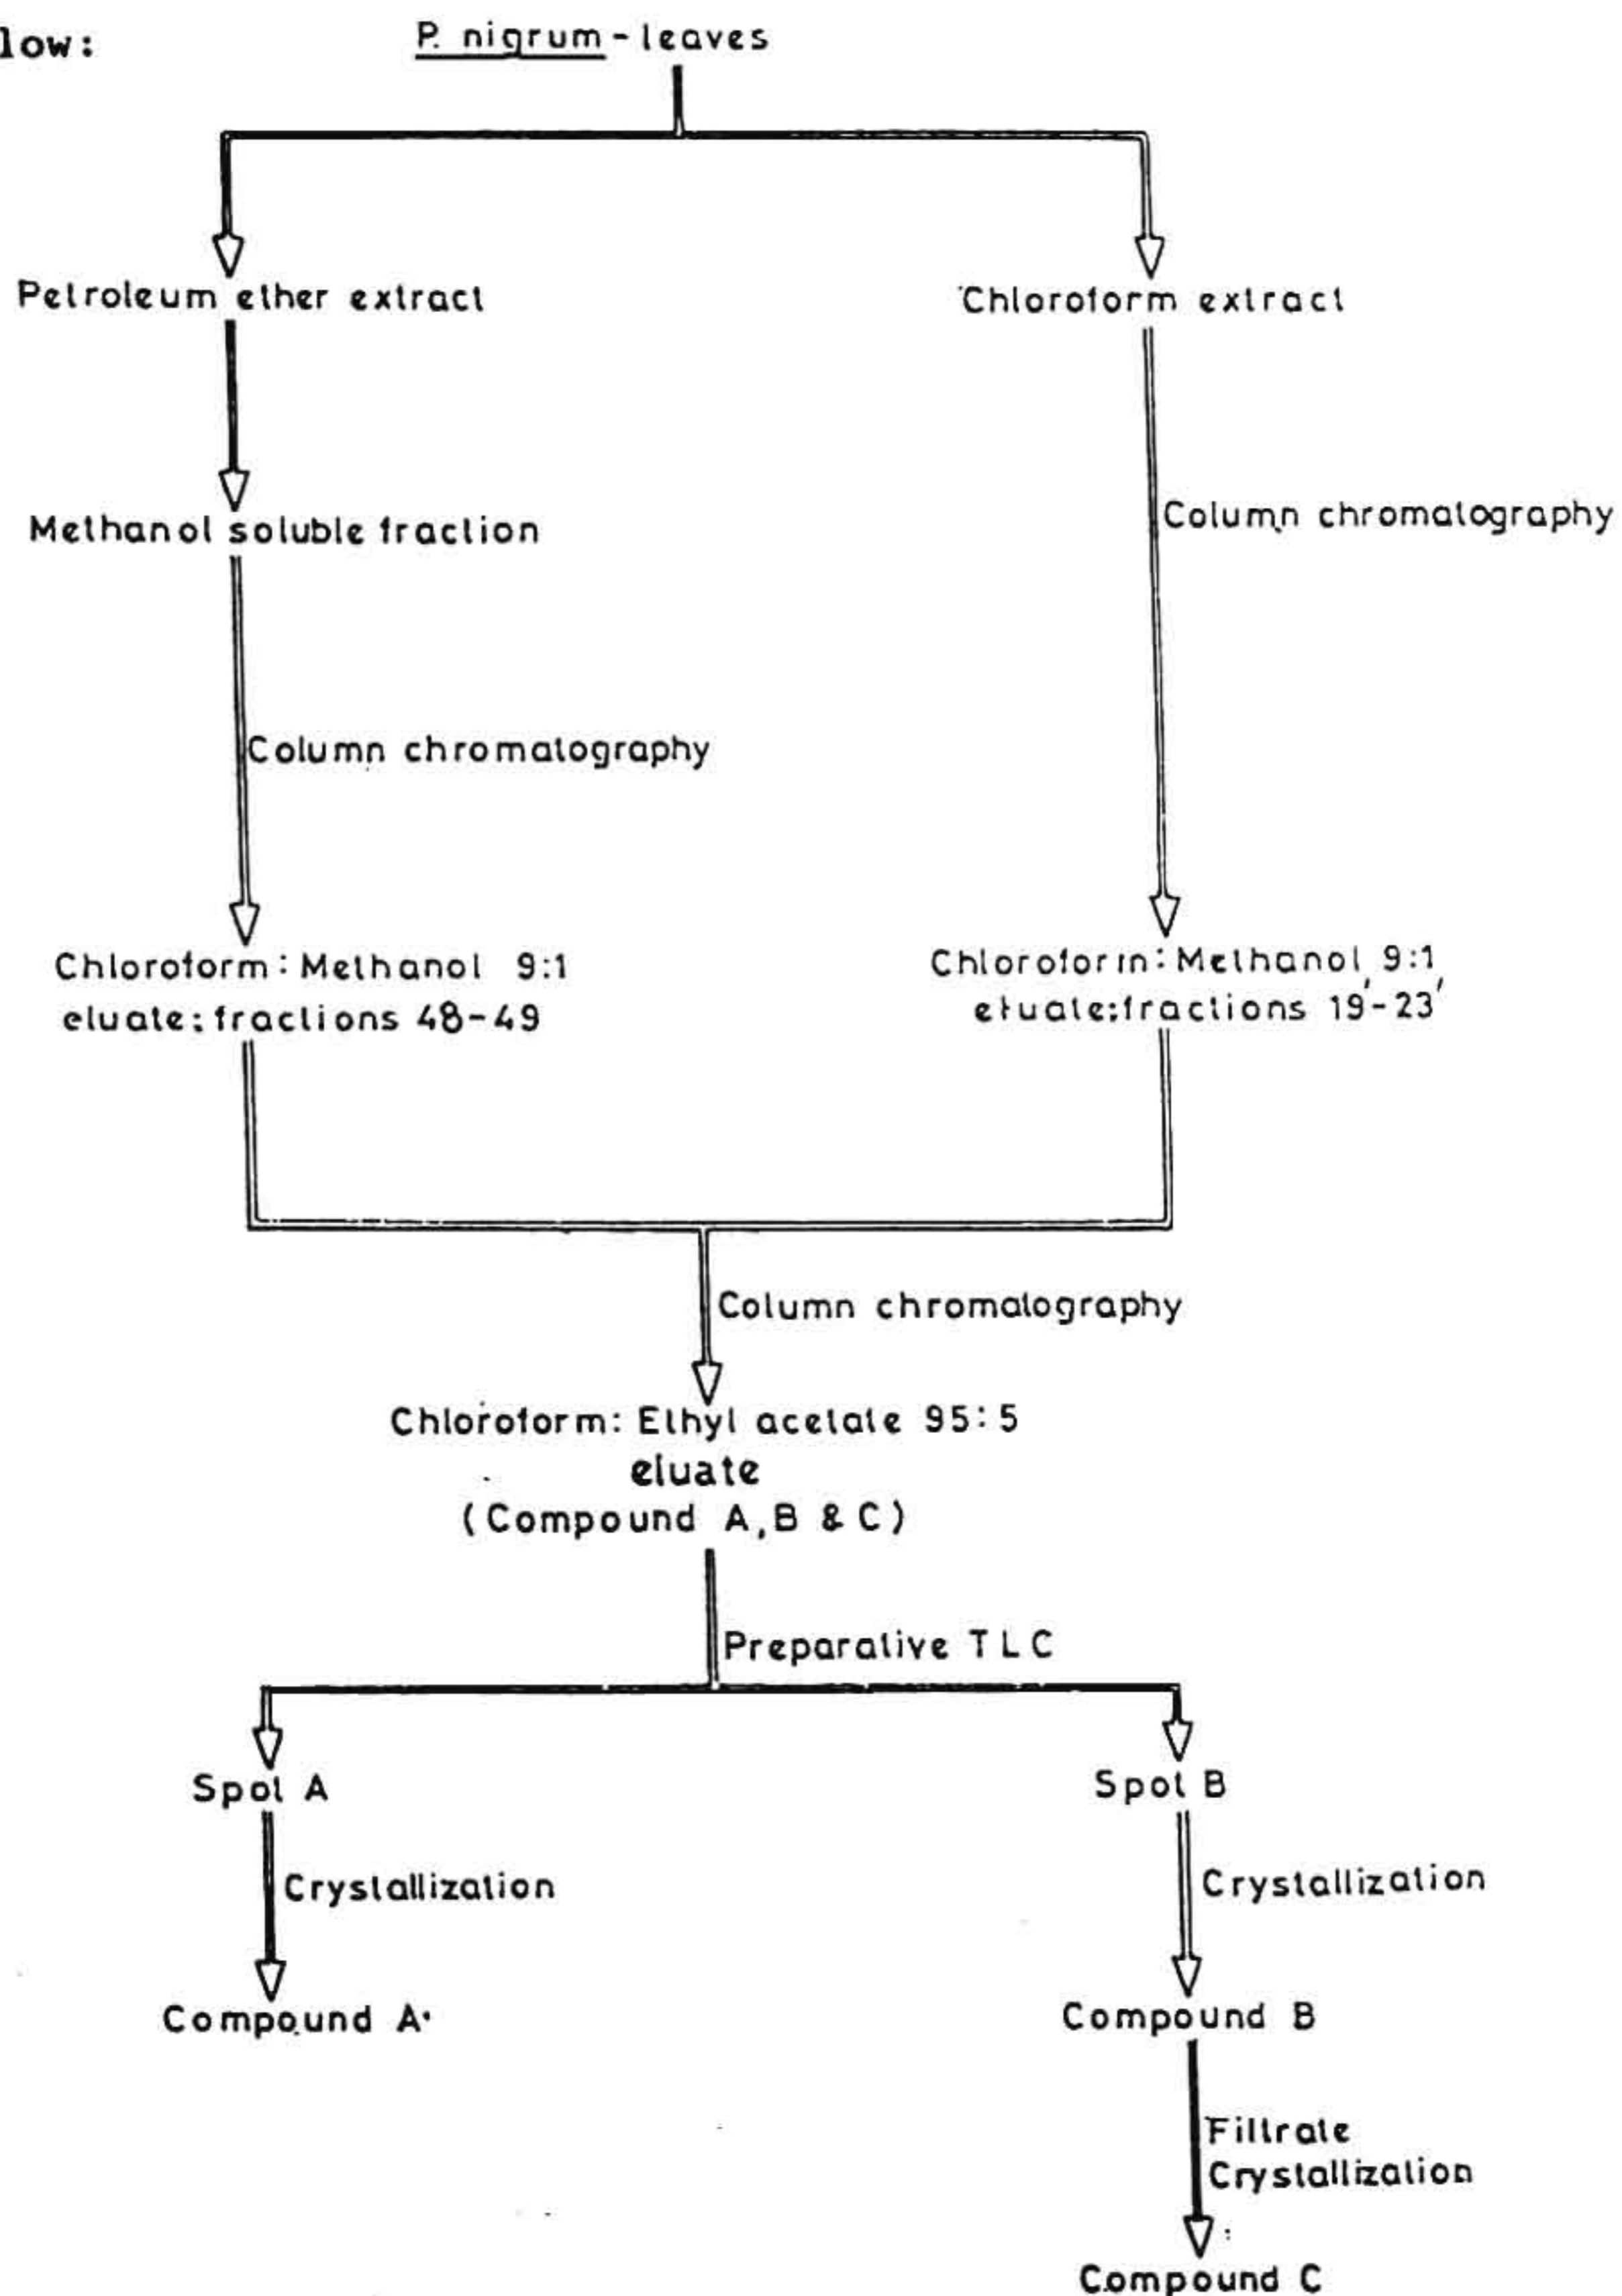 low:
P. nigrum - leaves
Petroleum ether extract
Chloroform extract
Methanol soluble fraction
Column chromatography
Column chromatography
Chloroform : Methanol 9:1
eluate; fractions 48-49
Chloroform: Methanol 9:1
eluate; fractions 19'-23'
Column chromatography
Chloroform: Ethyl acetate 95:5
eluate
(Compound A, B & C)
Preparative TLC
Spot A
Spot B
Crystallization
Crystallization
Compound A
Compound B
Filtrate
Crystallization
Compound C